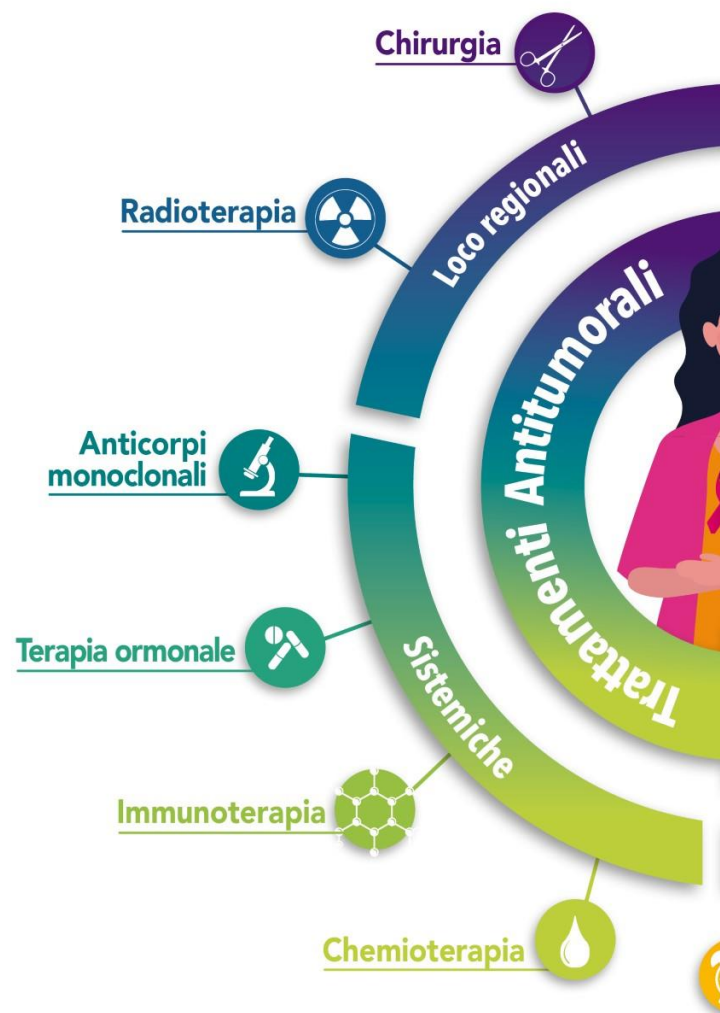 Chirurgia
Loco regionali
Radioterapia
Trattamenti Antitumorali
Anticorpi
monoclonali
Terapia ormonale
Sistemiche
Immunoterapia
Chemioterapia